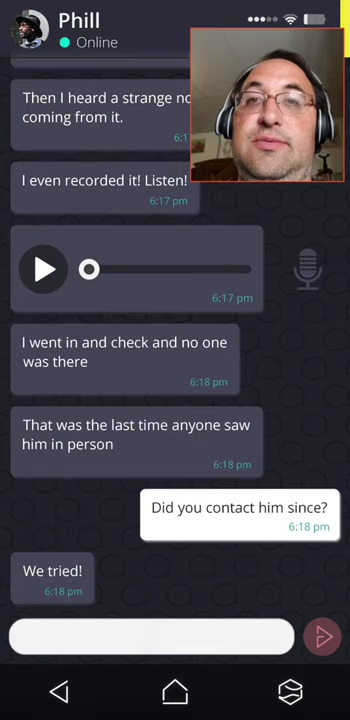 Phill
Online
Then I heard a strange
coming from it.
I even recorded it! Listen!
6:17 pm
6:17 pm
I went in and check and no one
was there
6:18 pm
That was the last time anyone saw
him in person
6:18 pm
Did you contact him since?
6:18 pm
We tried!
6:18 pm